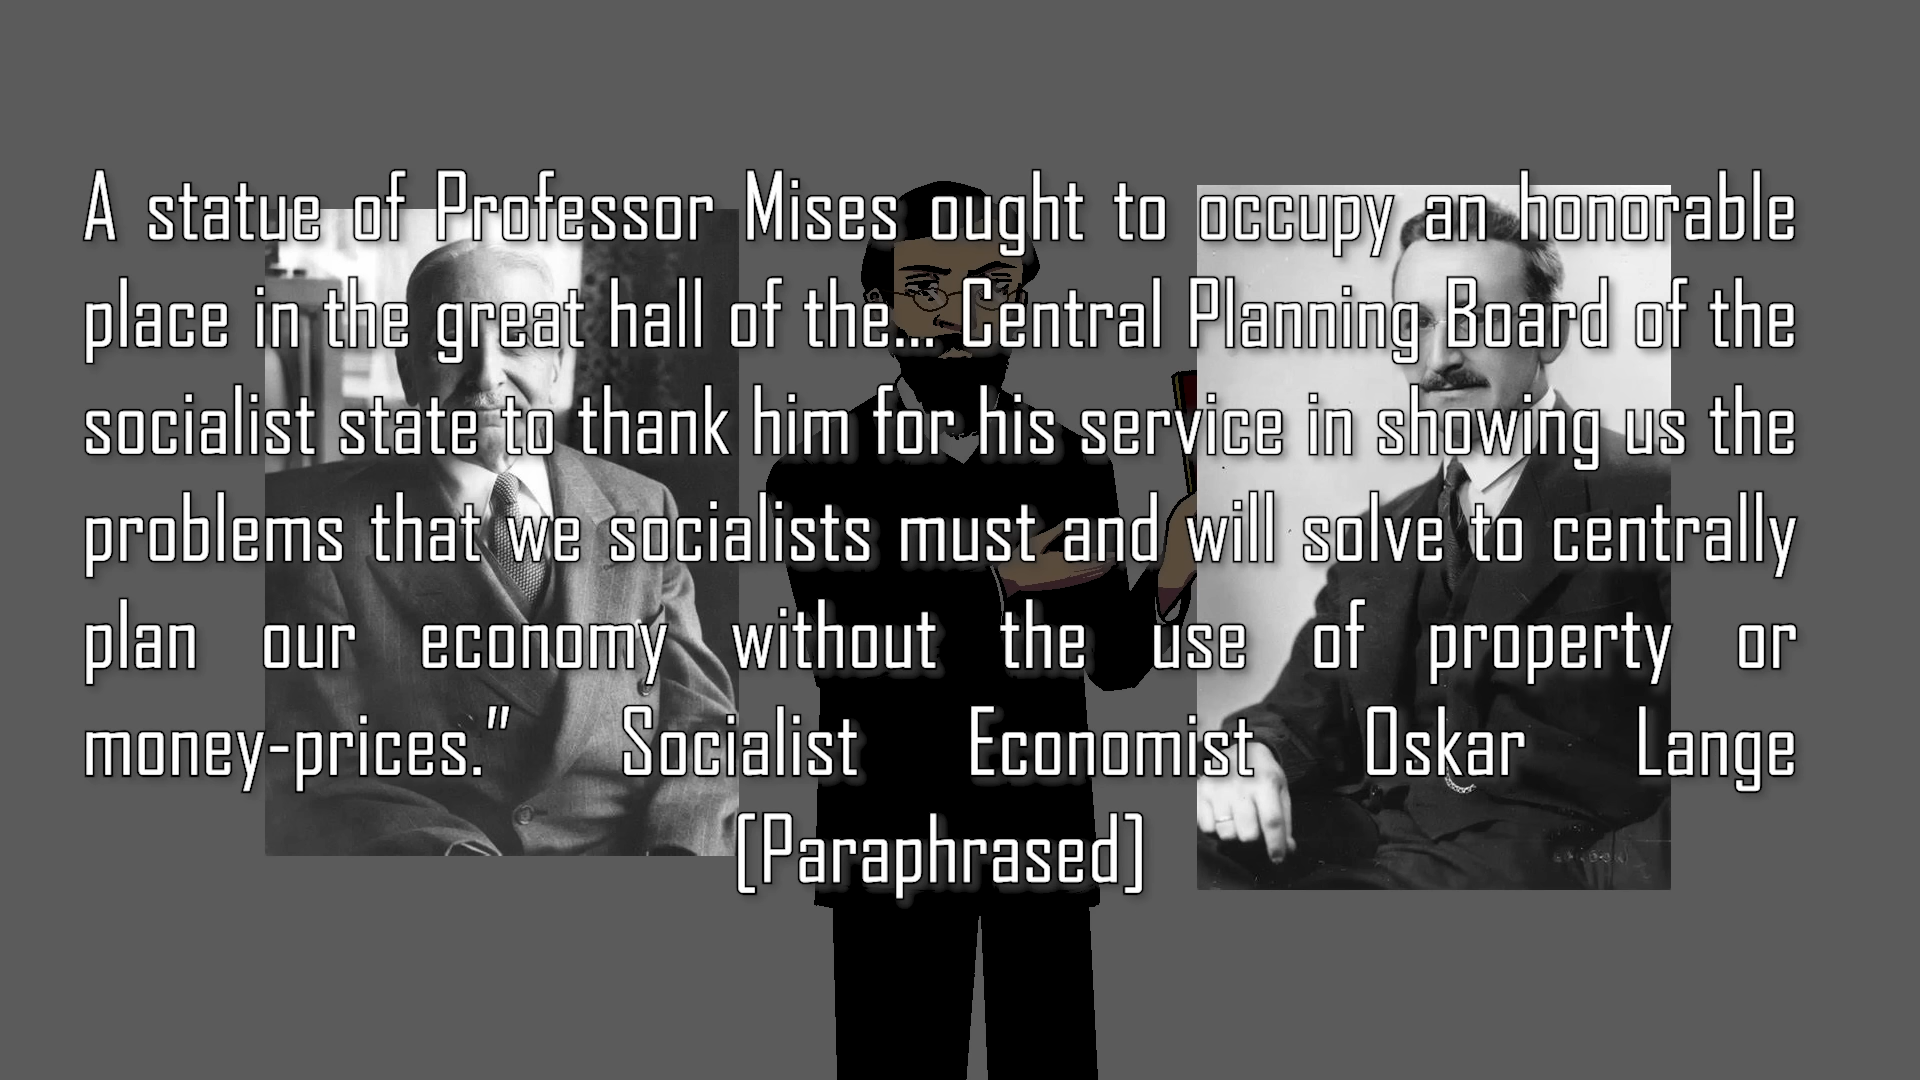 A statue of Professor Mises ought to occupy an honorable
place in the great hall of the... Central Planning Board of the
socialist state to thank him for his service in showing us the
problems that we socialists must and will solve to centrally
plan our economy without the use of property or
money-prices.” Socialist Economist Oskar Lange
[Paraphrased]